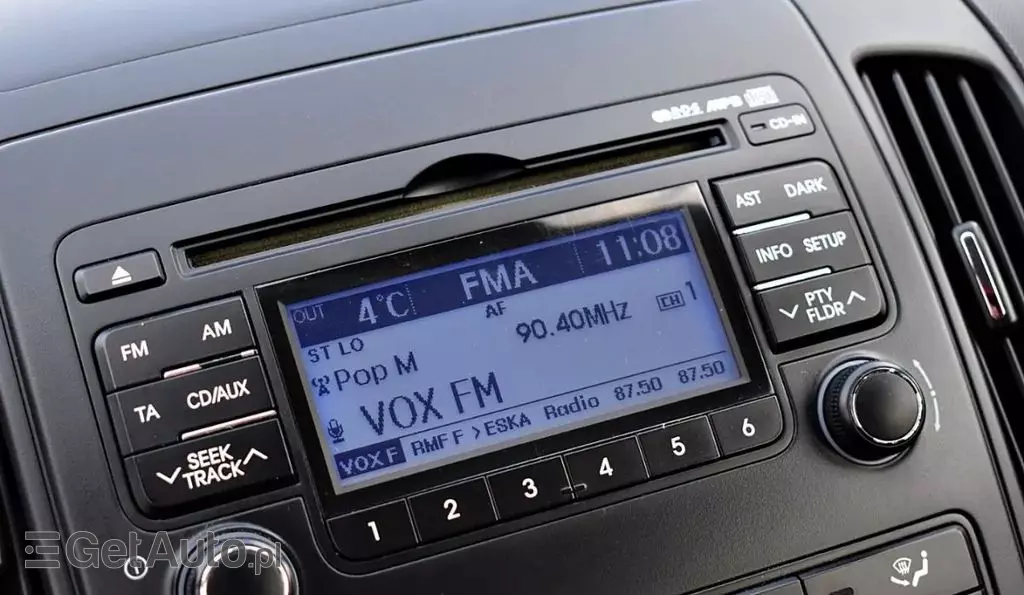 MP3
CD-IN
AST DARK
INFO SETUP
PTY
FLDR
FM AM
TA CD/AUX
SEEK
TRACK
OUT 4°C FMA 11:08
AF
ST LO 90.40MHz CH 1
Pop M
VOX FM
VOX F RMF F >ESKA Radio 87.50 87.50
1 2 3 4 5 6
GetAuto.pl